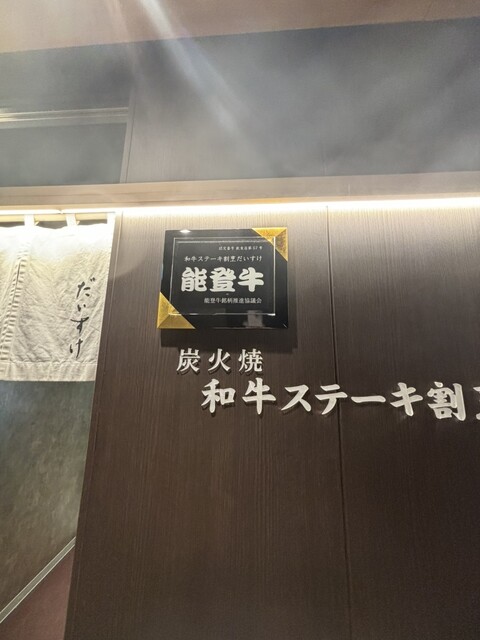 和牛ステーキ割烹だいすけ
能登牛
能登牛銘柄推進協議会
だいすけ
炭火焼
和牛ステーキ割